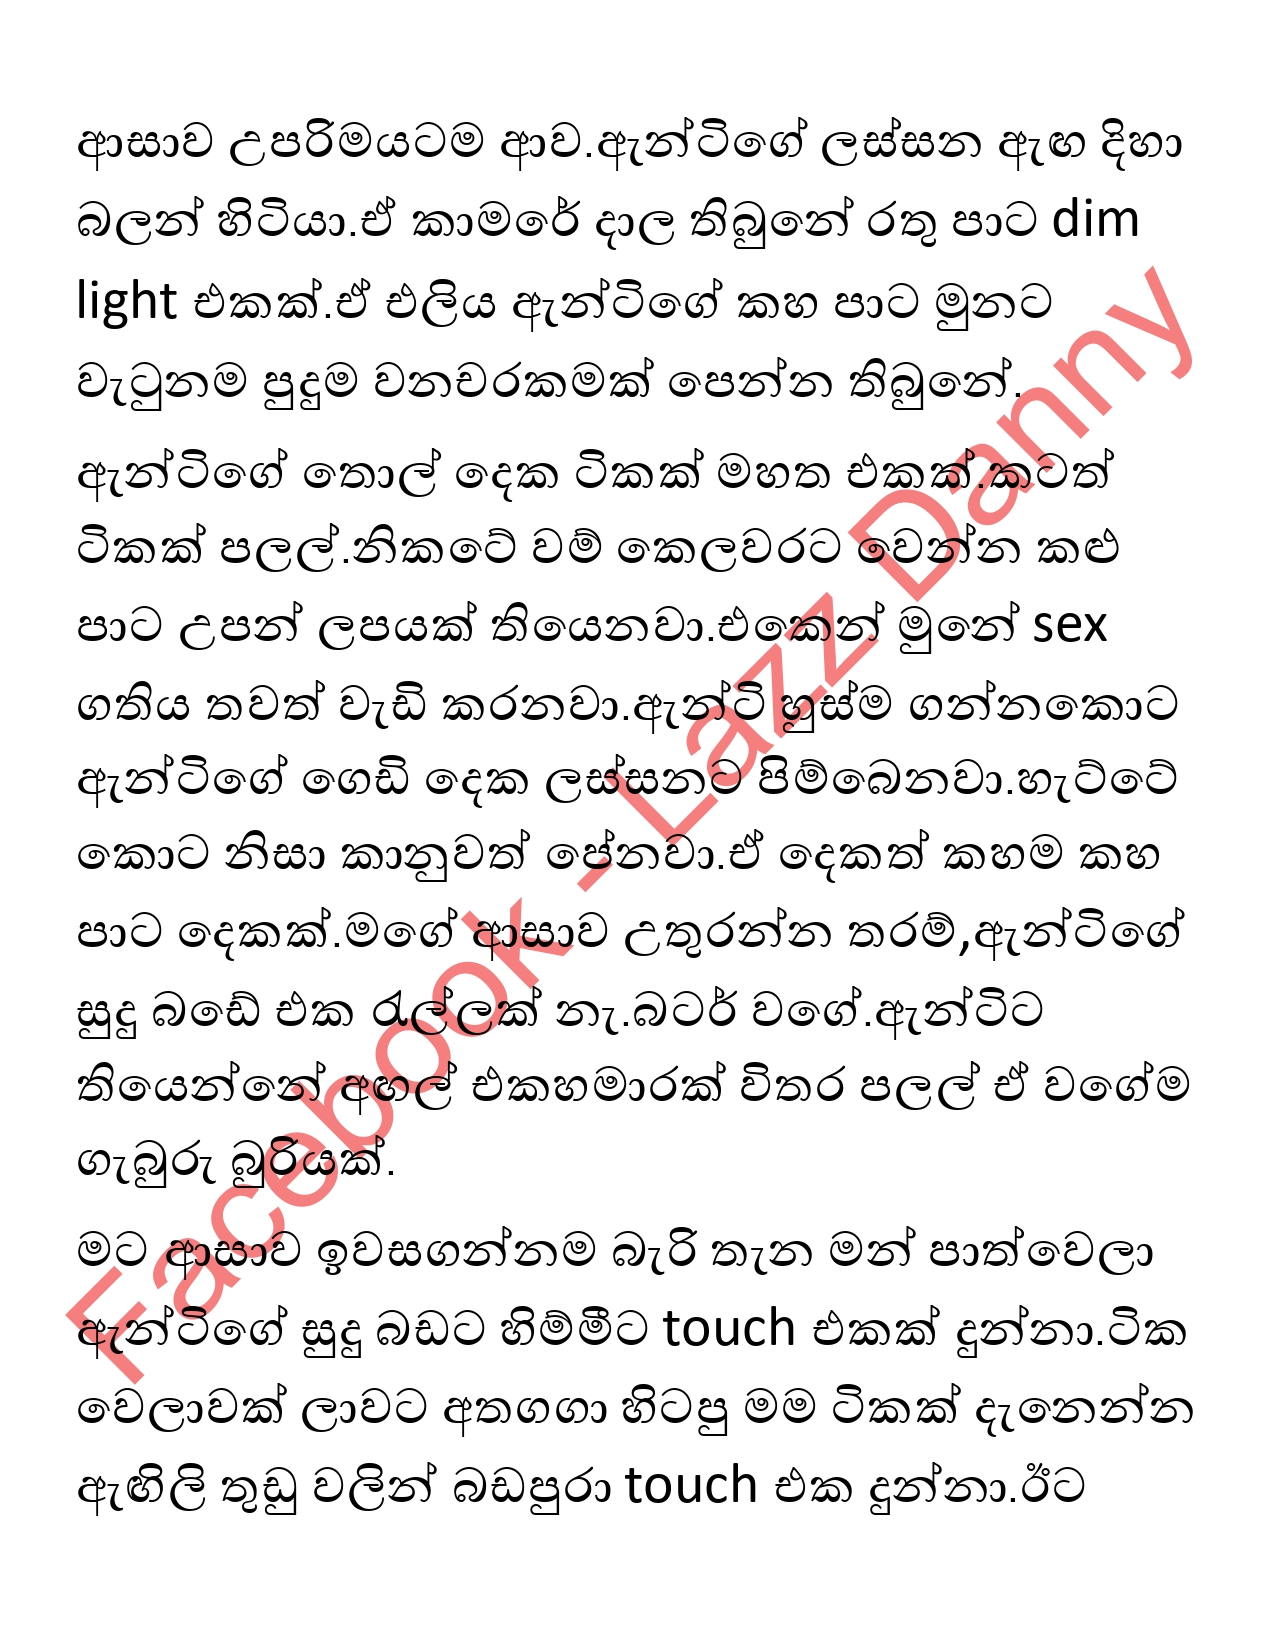 ආසාව උපරිමයටම ආව.ඇන්ටිගේ ලස්සන ඇඟ දිහා
බලන් හිටියා.ඒ කාමරේ දාල තිබුනේ රතු පාට dim
light එකක්.ඒ එළිය ඇන්ටිගේ කහ පාට මුනට
වැටුනම පුදුම වනචරකමක් පෙන්න තිබුනේ.
ඇන්ටිගේ තොල් දෙක ටිකක් මහත එකක්.කටත්
ටිකක් පලල්.නිකටේ වම් කෙලවරට වෙන්න කළු
පාට උපන් ලපයක් තියෙනවා.එකෙන් මුනේ sex
ගතිය තවත් වැඩි කරනවා.ඇන්ටි හුස්ම ගන්නකොට
ඇන්ටිගේ ගෙඩි දෙක ලස්සනට පිම්බෙනවා.හැට්ටේ
කොට නිසා කානුවත් පේනවා.ඒ දෙකත් කහම කහ
පාට දෙකක්.මගේ ආසාව උතුරන්න තරම්,ඇන්ටිගේ
සුදු බඩේ එක රැල්ලක් නෑ.බටර් වගේ.ඇන්ටිට
තියෙන්නේ අඟල් එකහමාරක් විතර පලල් ඒ වගේම
ගැබුරු බුරියක්.
මට ආසාව ඉවසගන්නම බැරි තැන මන් පාත්වෙලා
ඇන්ටිගේ සුදු බඩට හිම්මීට touch එකක් දුන්නා.ටික
වෙලාවක් ලාවට අතගගා හිටපු මම ටිකක් දැනෙන්න
ඇඟිලි තුඩු වලින් බඩපුරා touch එක දුන්නා.ඊට
Facebook - Lazz Danny